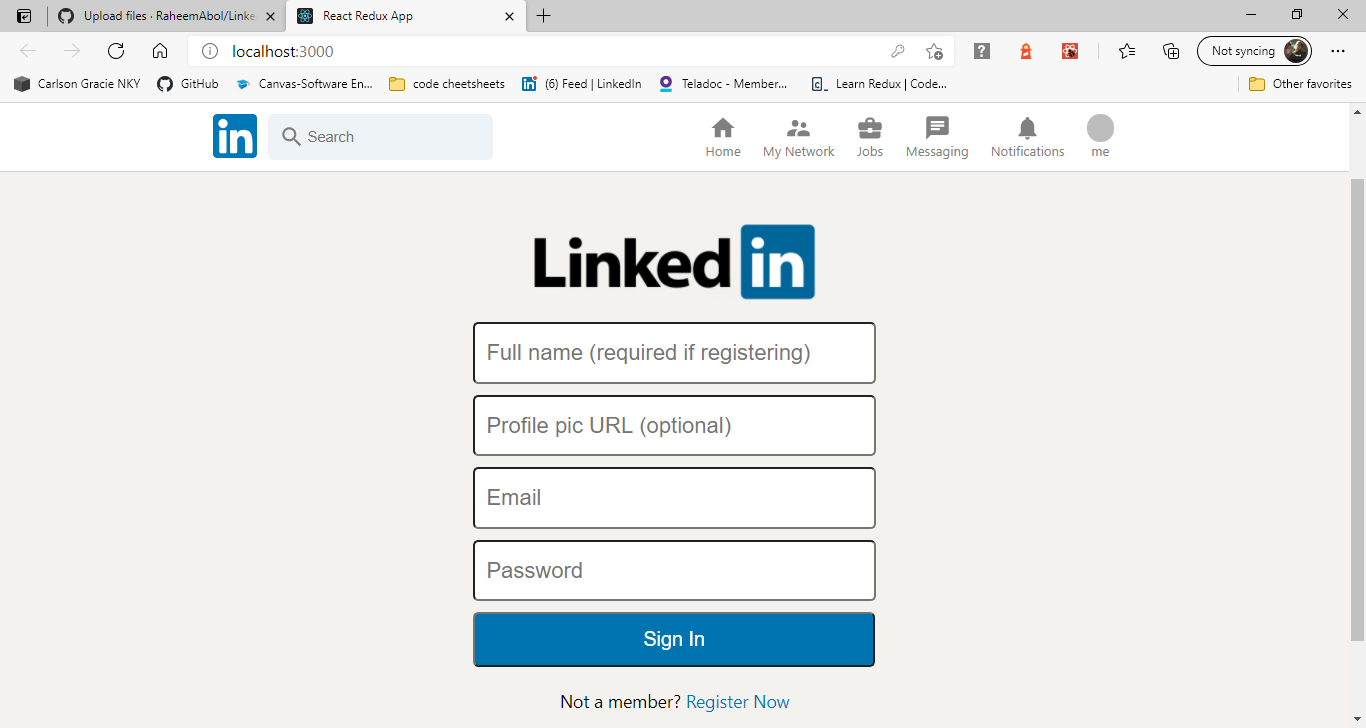 Upload files · RaheemAbol/Linke
React Redux App
localhost:3000
Not syncing
Carlson Gracie NKY
GitHub
Canvas-Software En...
code cheetsheets
in
(6) Feed | LinkedIn
Teladoc - Member...
Learn Redux | Code...
Other favorites
in
Search
Home
My Network
Jobs
Messaging
Notifications
me
Linked in
Full name (required if registering)
Profile pic URL (optional)
Email
Password
Sign In
Not a member? Register Now